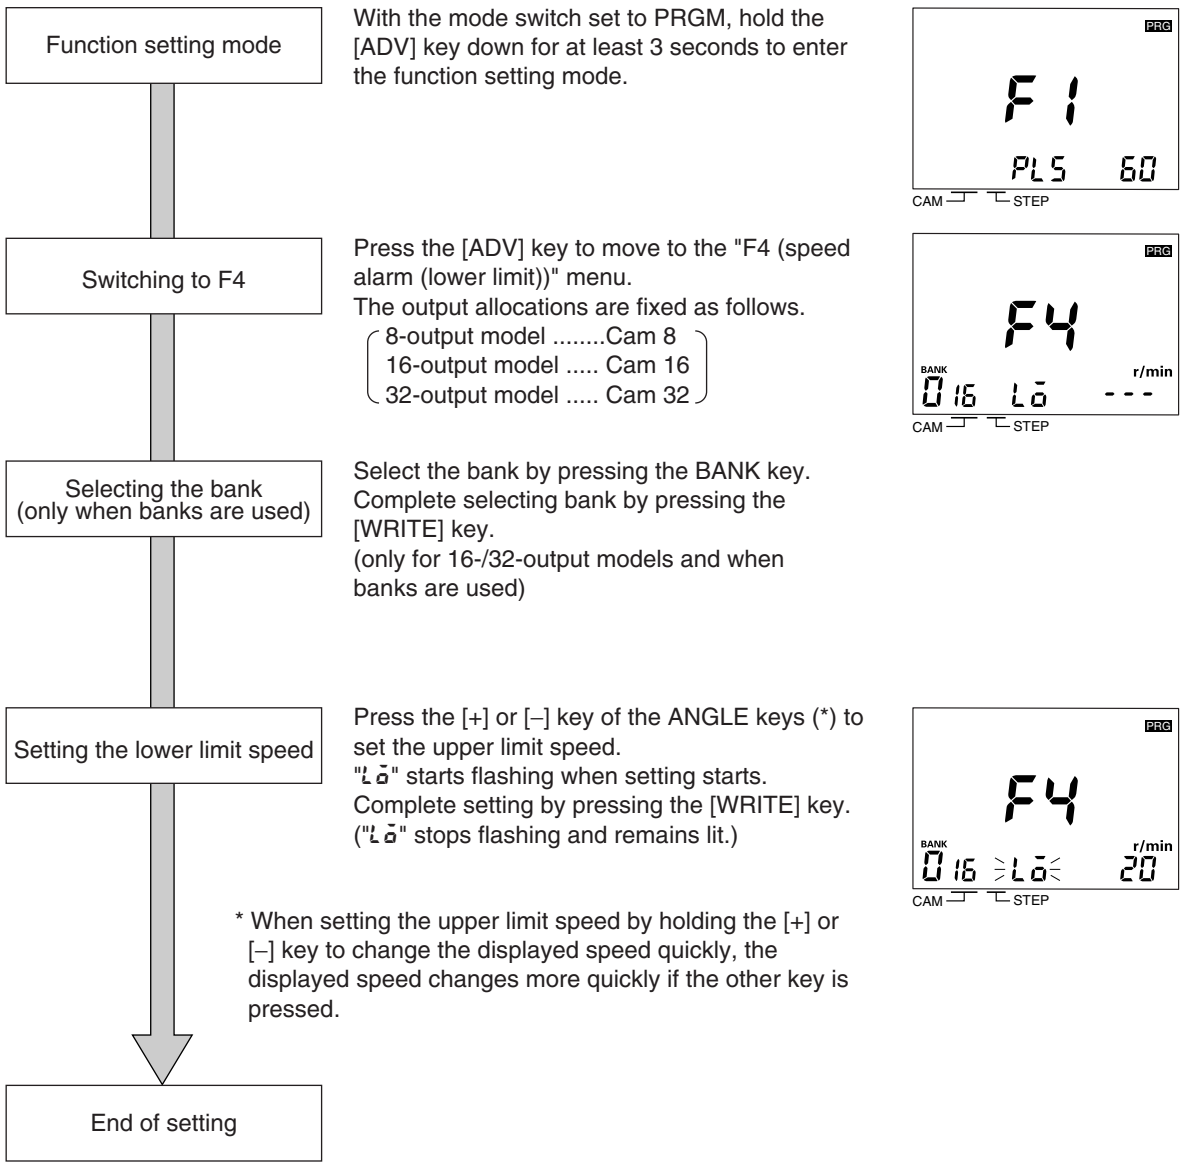 Function setting mode
With the mode switch set to PRGM, hold the
[ADV] key down for at least 3 seconds to enter
the function setting mode.
PRG
F1
PLS 60
CAM STEP
Switching to F4
Press the [ADV] key to move to the "F4 (speed
alarm (lower limit))" menu.
The output allocations are fixed as follows.
8-output model ........Cam 8
16-output model ..... Cam 16
32-output model ..... Cam 32
PRG
F4
BANK r/min
0 16 Lō ---
CAM STEP
Selecting the bank
(only when banks are used)
Select the bank by pressing the BANK key.
Complete selecting bank by pressing the
[WRITE] key.
(only for 16-/32-output models and when
banks are used)
Setting the lower limit speed
Press the [+] or [–] key of the ANGLE keys (*) to
set the upper limit speed.
"Lō" starts flashing when setting starts.
Complete setting by pressing the [WRITE] key.
("Lō" stops flashing and remains lit.)
PRG
F4
BANK r/min
0 16 Lō 20
CAM STEP
* When setting the upper limit speed by holding the [+] or
[–] key to change the displayed speed quickly, the
displayed speed changes more quickly if the other key is
pressed.
End of setting